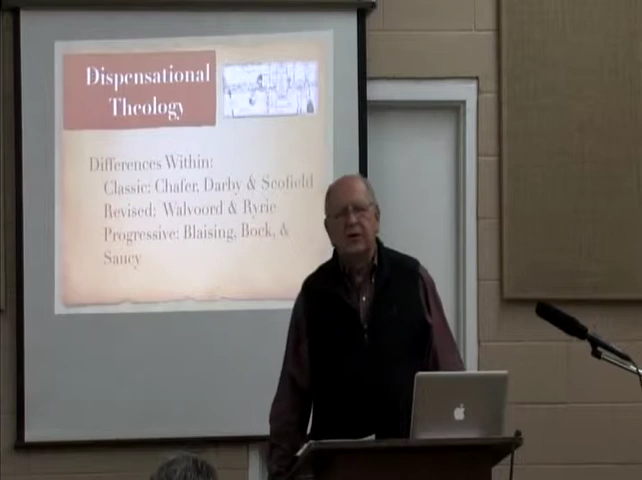 Dispensational
Theology
Differences Within:
Classic: Chafer, Darby & Scofield
Revised: Walvoord & Ryrie
Progressive: Blaising, Bock, &
Saucy